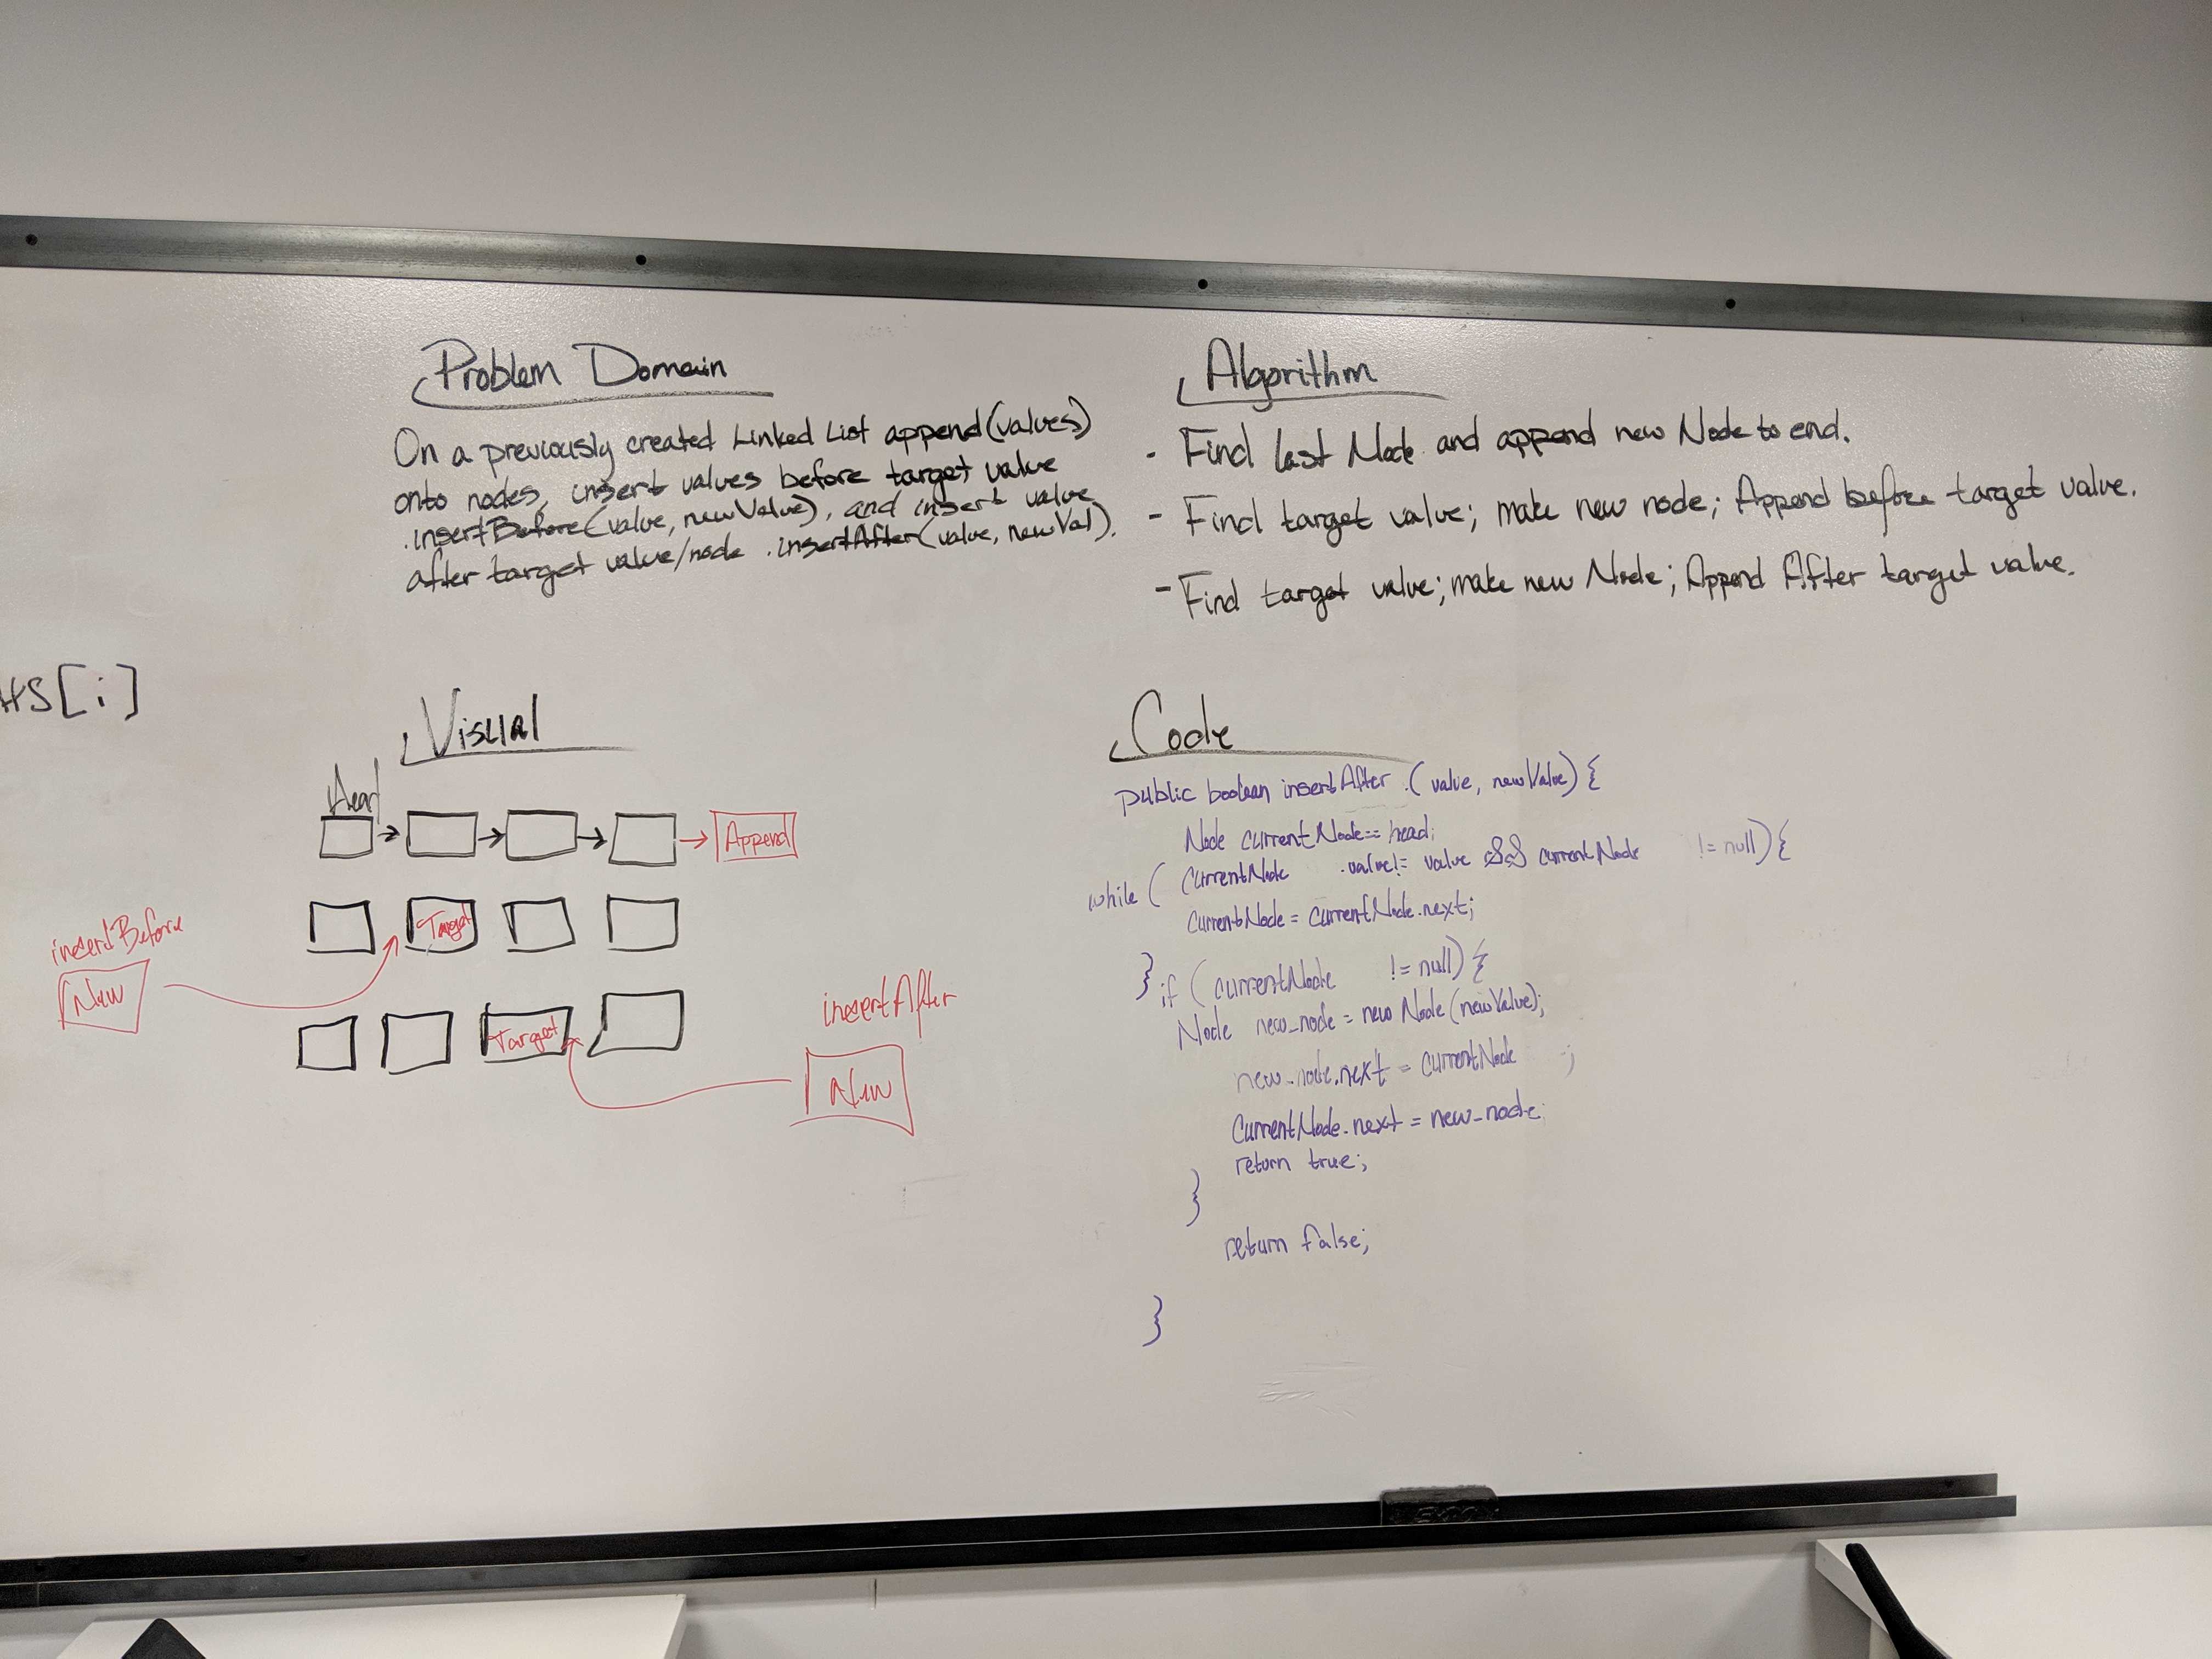 Problem Domain
On a previously created Linked List append(values)
onto nodes, insert values before target value
.insertBefore(value, newValue), and insert value
after target value/node .insertAfter(value, newVal).
Algorithm
- Find last Node and append new Node to end.
- Find target value; make new node; Append before target value.
- Find target value; make new Node; Append After target value.
[i]
Visual
Head
Append
Target
insertBefore
New
Target
insertAfter
New
Code
public boolean insertAfter.(value, newValue) {
Node currentNode == head;
while ( currentNode .value != value && currentNode != null) {
currentNode = currentNode.next;
} if (currentNode != null) {
Node new_node = new Node(newValue);
new_node.next = currentNode ;
currentNode.next = new_node;
return true;
}
return false;
}